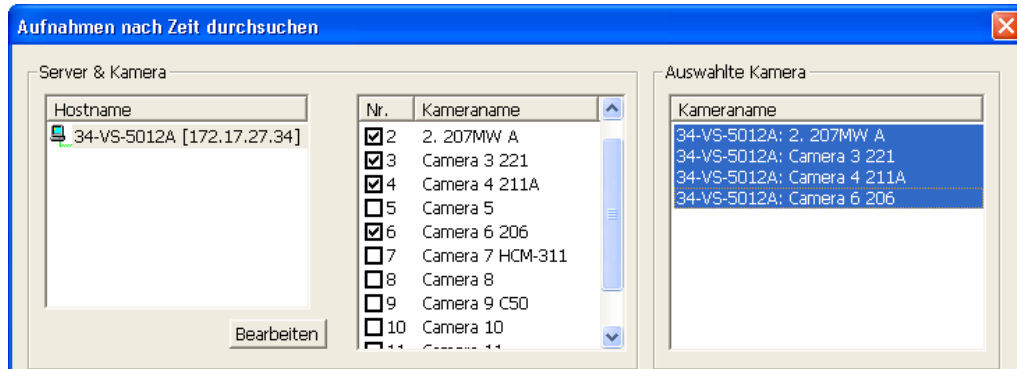 Aufnahmen nach Zeit durchsuchen
Server & Kamera
Hostname
34-VS-5012A [172.17.27.34]
Bearbeiten
Nr. Kameraname
2 2. 207MW A
3 Camera 3 221
4 Camera 4 211A
5 Camera 5
6 Camera 6 206
7 Camera 7 HCM-311
8 Camera 8
9 Camera 9 C50
10 Camera 10
Auswahlte Kamera
Kameraname
34-VS-5012A: 2. 207MW A
34-VS-5012A: Camera 3 221
34-VS-5012A: Camera 4 211A
34-VS-5012A: Camera 6 206